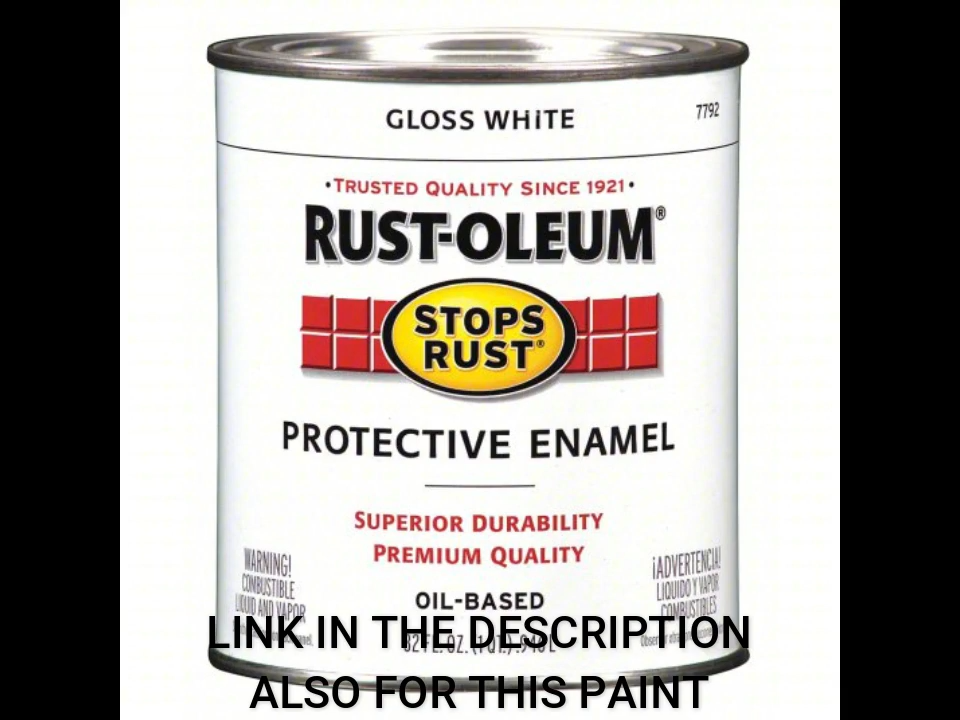 GLOSS WHITE
7792
•TRUSTED QUALITY SINCE 1921•
RUST-OLEUM®
STOPS
RUST®
PROTECTIVE ENAMEL
SUPERIOR DURABILITY
PREMIUM QUALITY
WARNING!
COMBUSTIBLE
LIQUID AND VAPOR
¡ADVERTENCIA!
LIQUIDO Y VAPOR
COMBUSTIBLES
OIL-BASED
LINK IN THE DESCRIPTION
ALSO FOR THIS PAINT